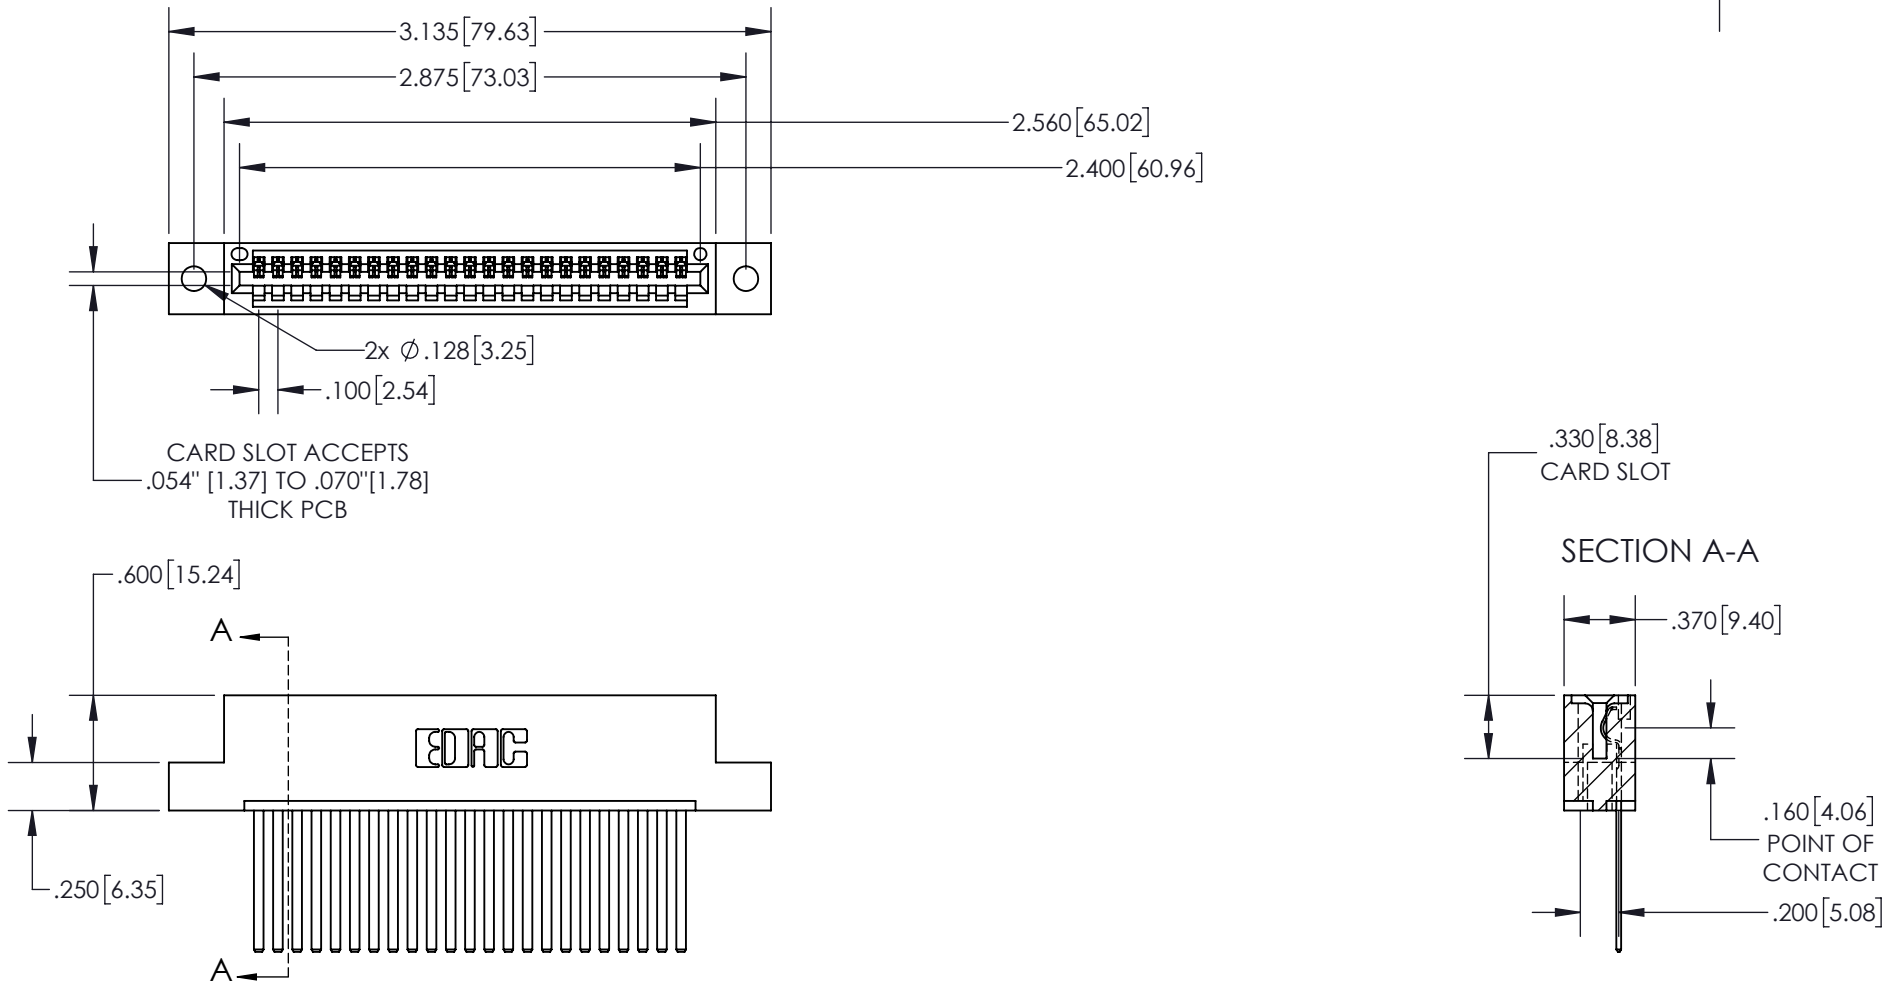 3.135[79.63]
2.875[73.03]
2.560[65.02]
2.400[60.96]
2x Ø.128[3.25]
.100[2.54]
CARD SLOT ACCEPTS
.054" [1.37] TO .070"[1.78]
THICK PCB
.330[8.38]
CARD SLOT
SECTION A-A
.600[15.24]
.370[9.40]
A
EDAC
.160[4.06]
POINT OF
CONTACT
.250[6.35]
.200[5.08]
A